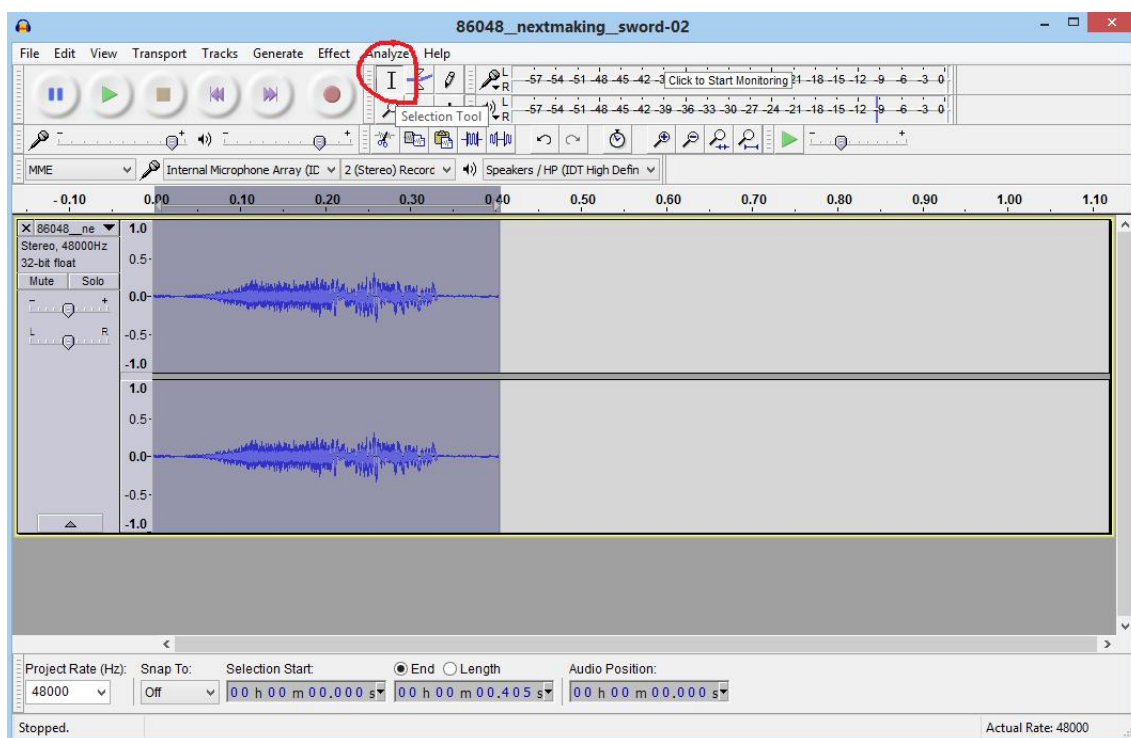 86048__nextmaking__sword-02
File Edit View Transport Tracks Generate Effect Analyze Help
L
R
-57 -54 -51 -48 -45 -42 -3 Click to Start Monitoring 21 -18 -15 -12 -9 -6 -3 0
Selection Tool
L
R
-57 -54 -51 -48 -45 -42 -39 -36 -33 -30 -27 -24 -21 -18 -15 -12 -9 -6 -3 0
MME Internal Microphone Array (IC 2 (Stereo) Recorc Speakers / HP (IDT High Defin
-0.10 0.00 0.10 0.20 0.30 0.40 0.50 0.60 0.70 0.80 0.90 1.00 1.10
X 86048__ne
Stereo, 48000Hz
32-bit float
Mute Solo
- +
L R
1.0
0.5
0.0
-0.5
-1.0
1.0
0.5
0.0
-0.5
-1.0
Project Rate (Hz): Snap To: Selection Start: End Length Audio Position:
48000 Off 00 h 00 m 00.000 s 00 h 00 m 00.405 s 00 h 00 m 00.000 s
Stopped. Actual Rate: 48000